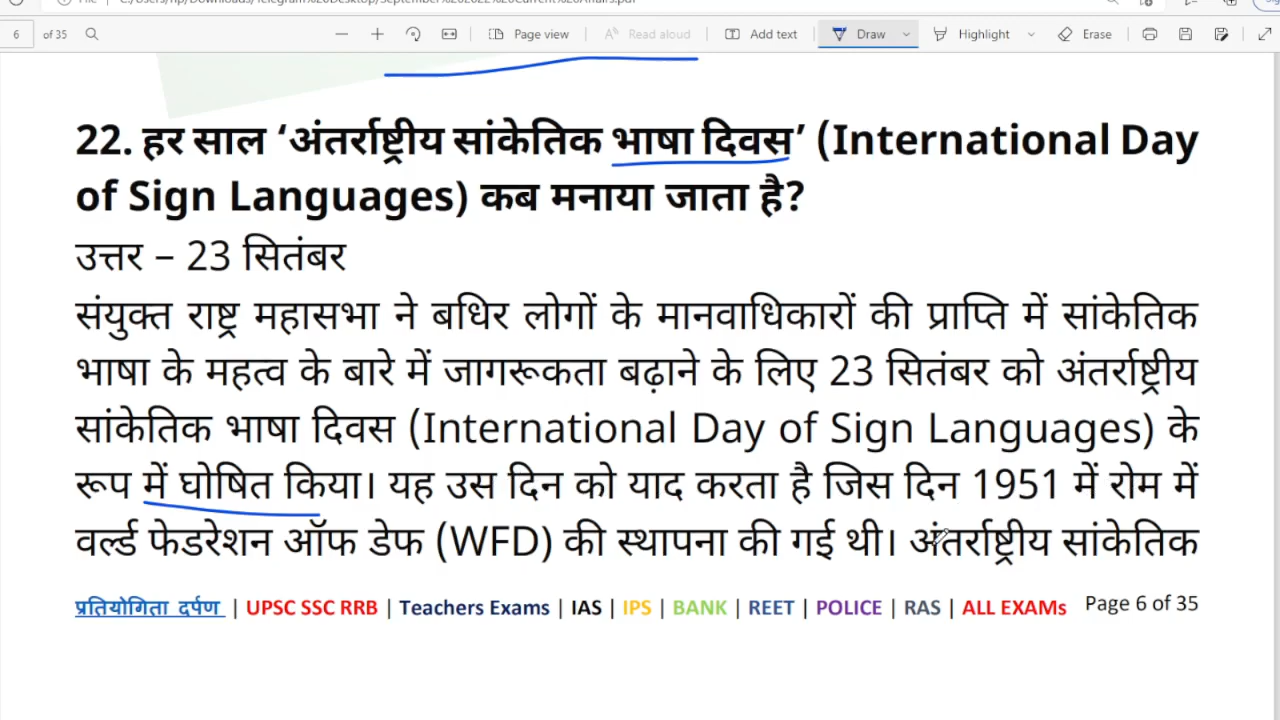 6 of 35 Page view Read aloud Add text Draw Highlight Erase
22. हर साल ‘अंतर्राष्ट्रीय सांकेतिक भाषा दिवस’ (International Day
of Sign Languages) कब मनाया जाता है?
उत्तर – 23 सितंबर
संयुक्त राष्ट्र महासभा ने बधिर लोगों के मानवाधिकारों की प्राप्ति में सांकेतिक
भाषा के महत्व के बारे में जागरूकता बढ़ाने के लिए 23 सितंबर को अंतर्राष्ट्रीय
सांकेतिक भाषा दिवस (International Day of Sign Languages) के
रूप में घोषित किया। यह उस दिन को याद करता है जिस दिन 1951 में रोम में
वर्ल्ड फेडरेशन ऑफ डेफ (WFD) की स्थापना की गई थी। अंतर्राष्ट्रीय सांकेतिक
प्रतियोगिता दर्पण | UPSC SSC RRB | Teachers Exams | IAS | IPS | BANK | REET | POLICE | RAS | ALL EXAMs Page 6 of 35